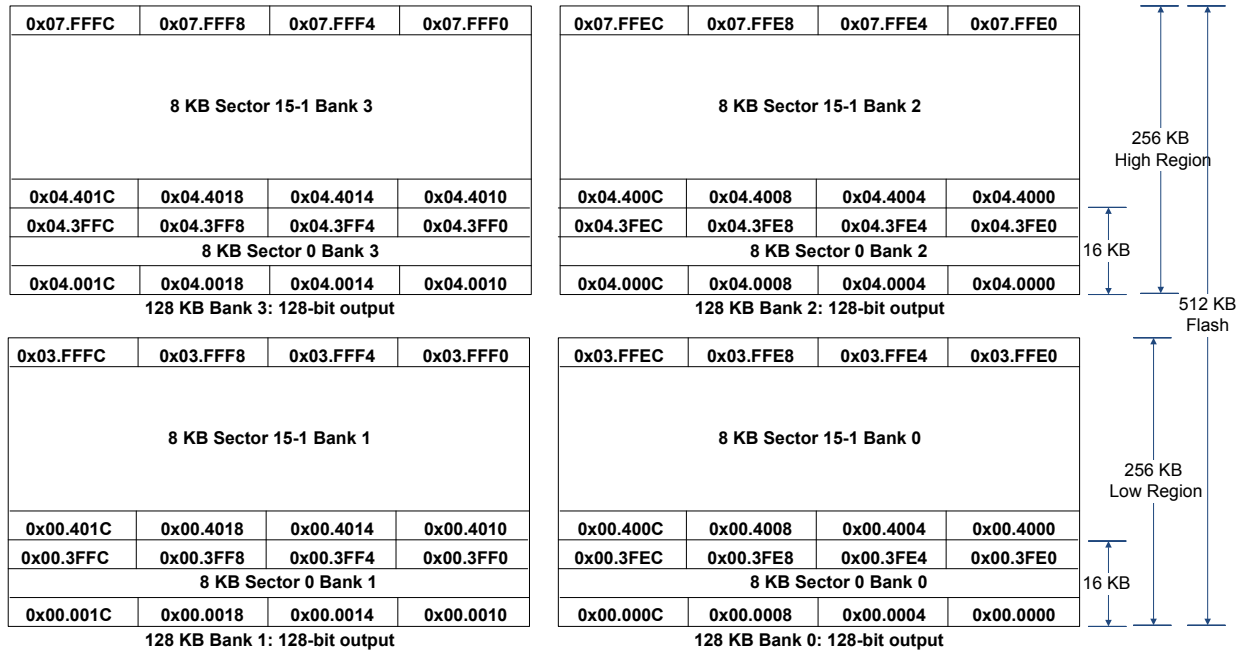 0x07.FFFC 0x07.FFF8 0x07.FFF4 0x07.FFF0 0x07.FFEC 0x07.FFE8 0x07.FFE4 0x07.FFE0
8 KB Sector 15-1 Bank 3 8 KB Sector 15-1 Bank 2
256 KB
High Region
0x04.401C 0x04.4018 0x04.4014 0x04.4010 0x04.400C 0x04.4008 0x04.4004 0x04.4000
0x04.3FFC 0x04.3FF8 0x04.3FF4 0x04.3FF0 0x04.3FEC 0x04.3FE8 0x04.3FE4 0x04.3FE0
8 KB Sector 0 Bank 3 8 KB Sector 0 Bank 2 16 KB
0x04.001C 0x04.0018 0x04.0014 0x04.0010 0x04.000C 0x04.0008 0x04.0004 0x04.0000
128 KB Bank 3: 128-bit output 128 KB Bank 2: 128-bit output
512 KB
Flash
0x03.FFFC 0x03.FFF8 0x03.FFF4 0x03.FFF0 0x03.FFEC 0x03.FFE8 0x03.FFE4 0x03.FFE0
8 KB Sector 15-1 Bank 1 8 KB Sector 15-1 Bank 0
256 KB
Low Region
0x00.401C 0x00.4018 0x00.4014 0x00.4010 0x00.400C 0x00.4008 0x00.4004 0x00.4000
0x00.3FFC 0x00.3FF8 0x00.3FF4 0x00.3FF0 0x00.3FEC 0x00.3FE8 0x00.3FE4 0x00.3FE0
8 KB Sector 0 Bank 1 8 KB Sector 0 Bank 0 16 KB
0x00.001C 0x00.0018 0x00.0014 0x00.0010 0x00.000C 0x00.0008 0x00.0004 0x00.0000
128 KB Bank 1: 128-bit output 128 KB Bank 0: 128-bit output